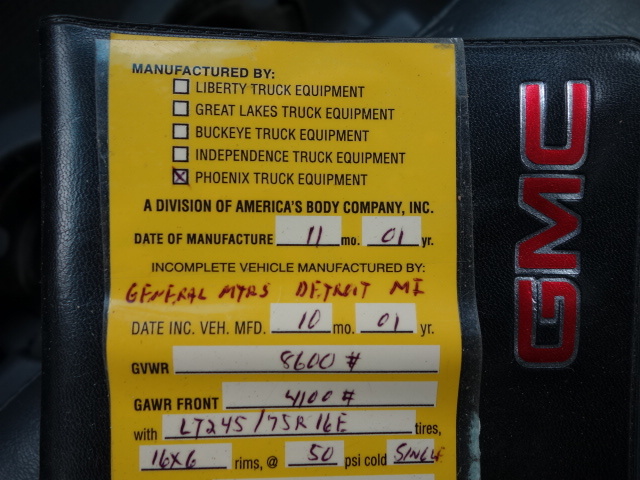 MANUFACTURED BY:
LIBERTY TRUCK EQUIPMENT
GREAT LAKES TRUCK EQUIPMENT
BUCKEYE TRUCK EQUIPMENT
INDEPENDENCE TRUCK EQUIPMENT
PHOENIX TRUCK EQUIPMENT
A DIVISION OF AMERICA'S BODY COMPANY, INC.
DATE OF MANUFACTURE 11 mo. 01 yr.
INCOMPLETE VEHICLE MANUFACTURED BY:
GENERAL MTRS DETROIT MI
DATE INC. VEH. MFD. 10 mo. 01 yr.
GVWR 8600 #
GAWR FRONT 4100 #
with LT245/75R16E tires,
16X6 rims, @ 50 psi cold SINGLE
GMC